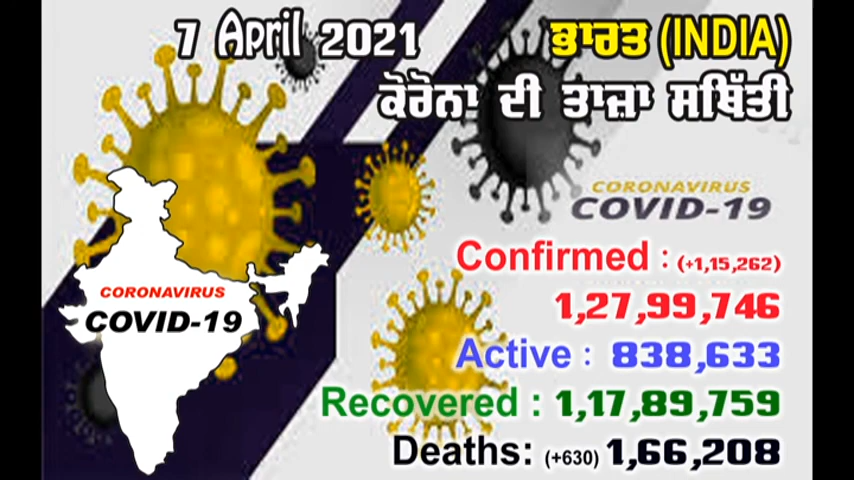 7 April 2021
ਭਾਰਤ (INDIA)
ਕੋਰੋਨਾ ਦੀ ਤਾਜ਼ਾ ਸਥਿੱਤੀ
CORONAVIRUS
COVID-19
CORONAVIRUS
COVID-19
Confirmed : (+1,15,262)
1,27,99,746
Active : 838,633
Recovered : 1,17,89,759
Deaths: (+630) 1,66,208